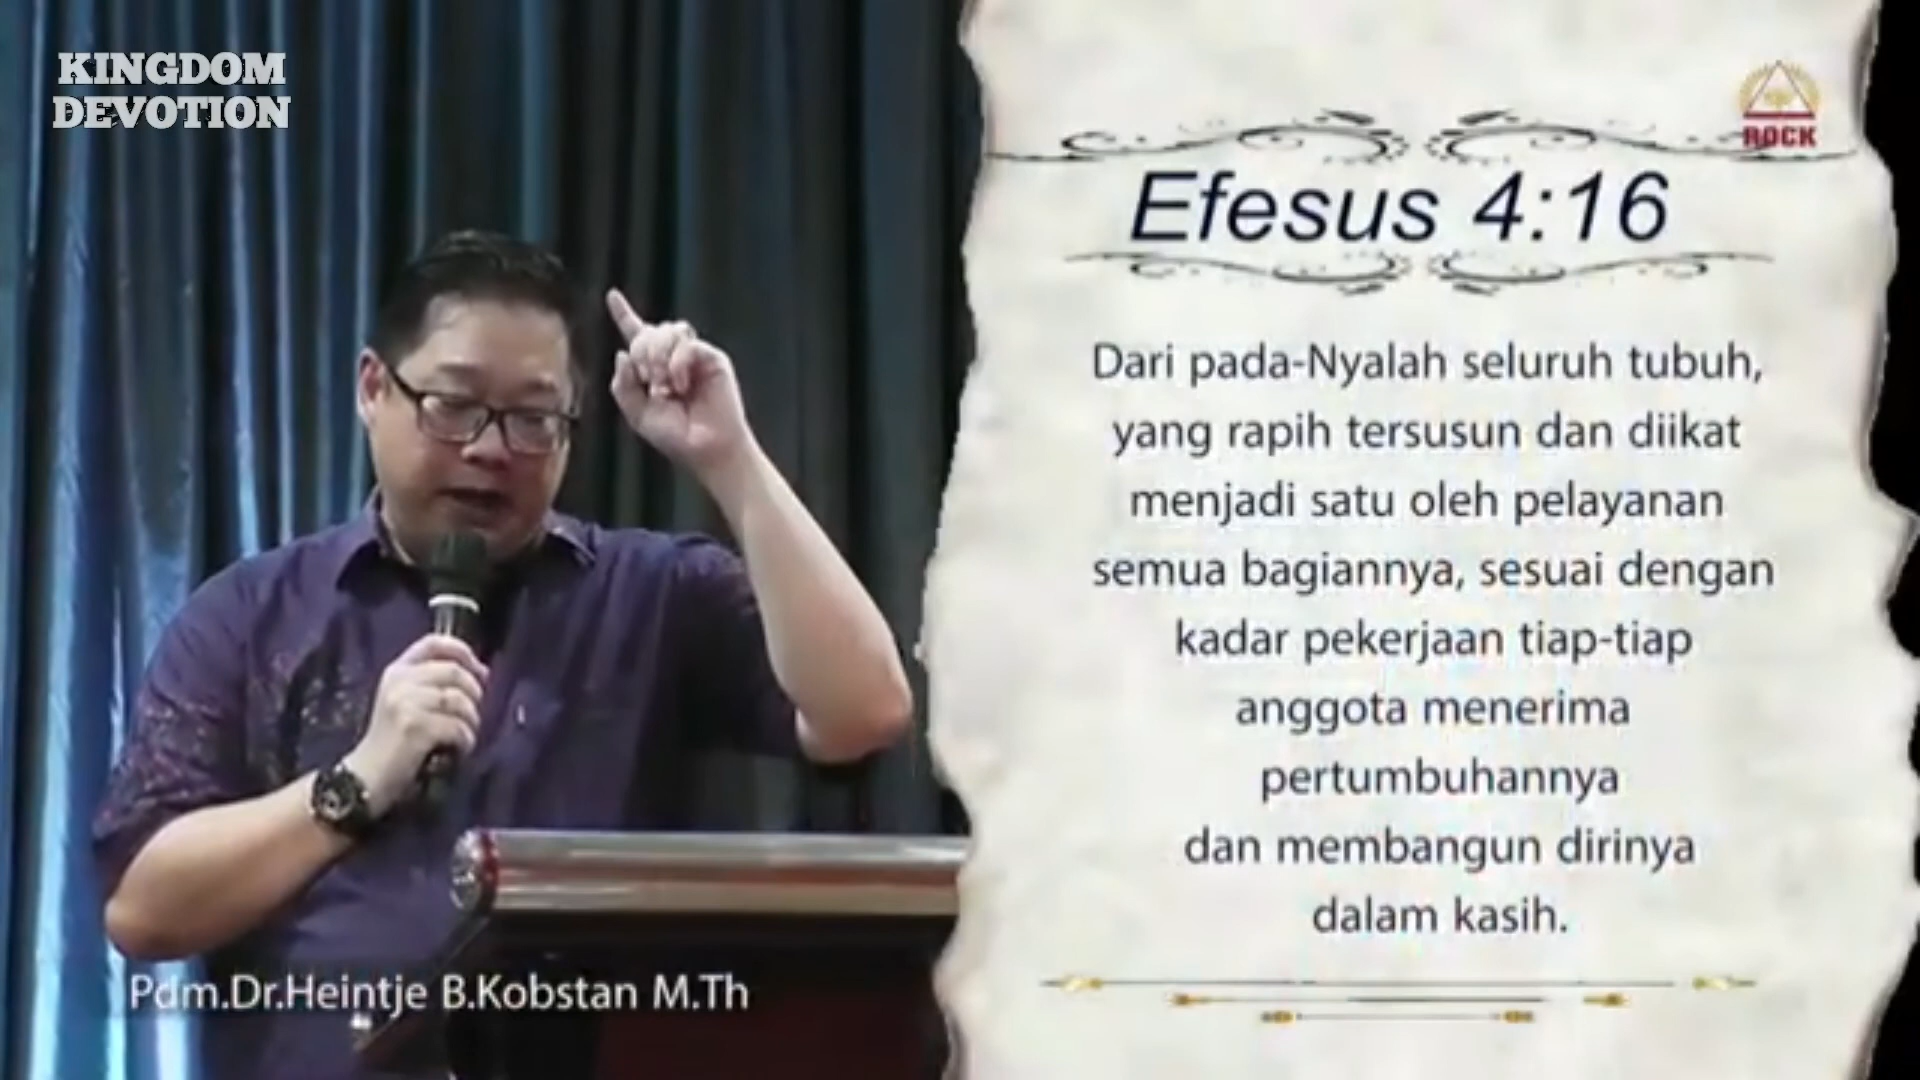 KINGDOM
DEVOTION
ROCK
Efesus 4:16
Dari pada-Nyalah seluruh tubuh,
yang rapih tersusun dan diikat
menjadi satu oleh pelayanan
semua bagiannya, sesuai dengan
kadar pekerjaan tiap-tiap
anggota menerima
pertumbuhannya
dan membangun dirinya
dalam kasih.
Pdm.Dr.Heintje B.Kobstan M.Th